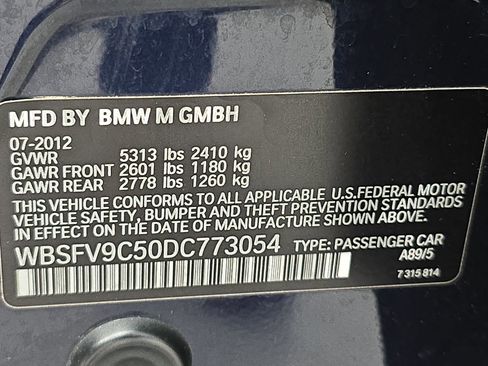 MFD BY BMW M GMBH
07-2012
GVWR 5313 lbs 2410 kg
GAWR FRONT 2601 lbs 1180 kg
GAWR REAR 2778 lbs 1260 kg
THIS VEHICLE CONFORMS TO ALL APPLICABLE U.S.FEDERAL MOTOR
VEHICLE SAFETY, BUMPER AND THEFT PREVENTION STANDARDS
IN EFFECT ON THE DATE OF MANUFACTURE SHOWN ABOVE.
WBSFV9C50DC773054 TYPE: PASSENGER CAR
A89/5
7 315 814